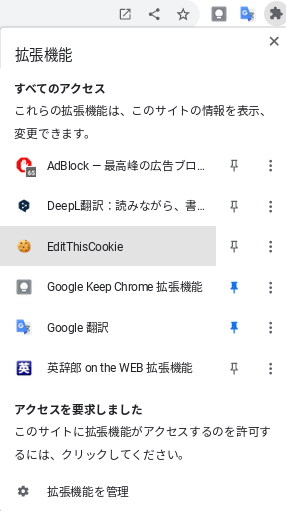 拡張機能
すべてのアクセス
これらの拡張機能は、このサイトの情報を表示、
変更できます。
AdBlock — 最高峰の広告ブロ...
65
DeepL翻訳：読みながら、書...
EditThisCookie
Google Keep Chrome 拡張機能
Google 翻訳
英 英辞郎 on the WEB 拡張機能
アクセスを要求しました
このサイトに拡張機能がアクセスするのを許可す
るには、クリックしてください。
拡張機能を管理